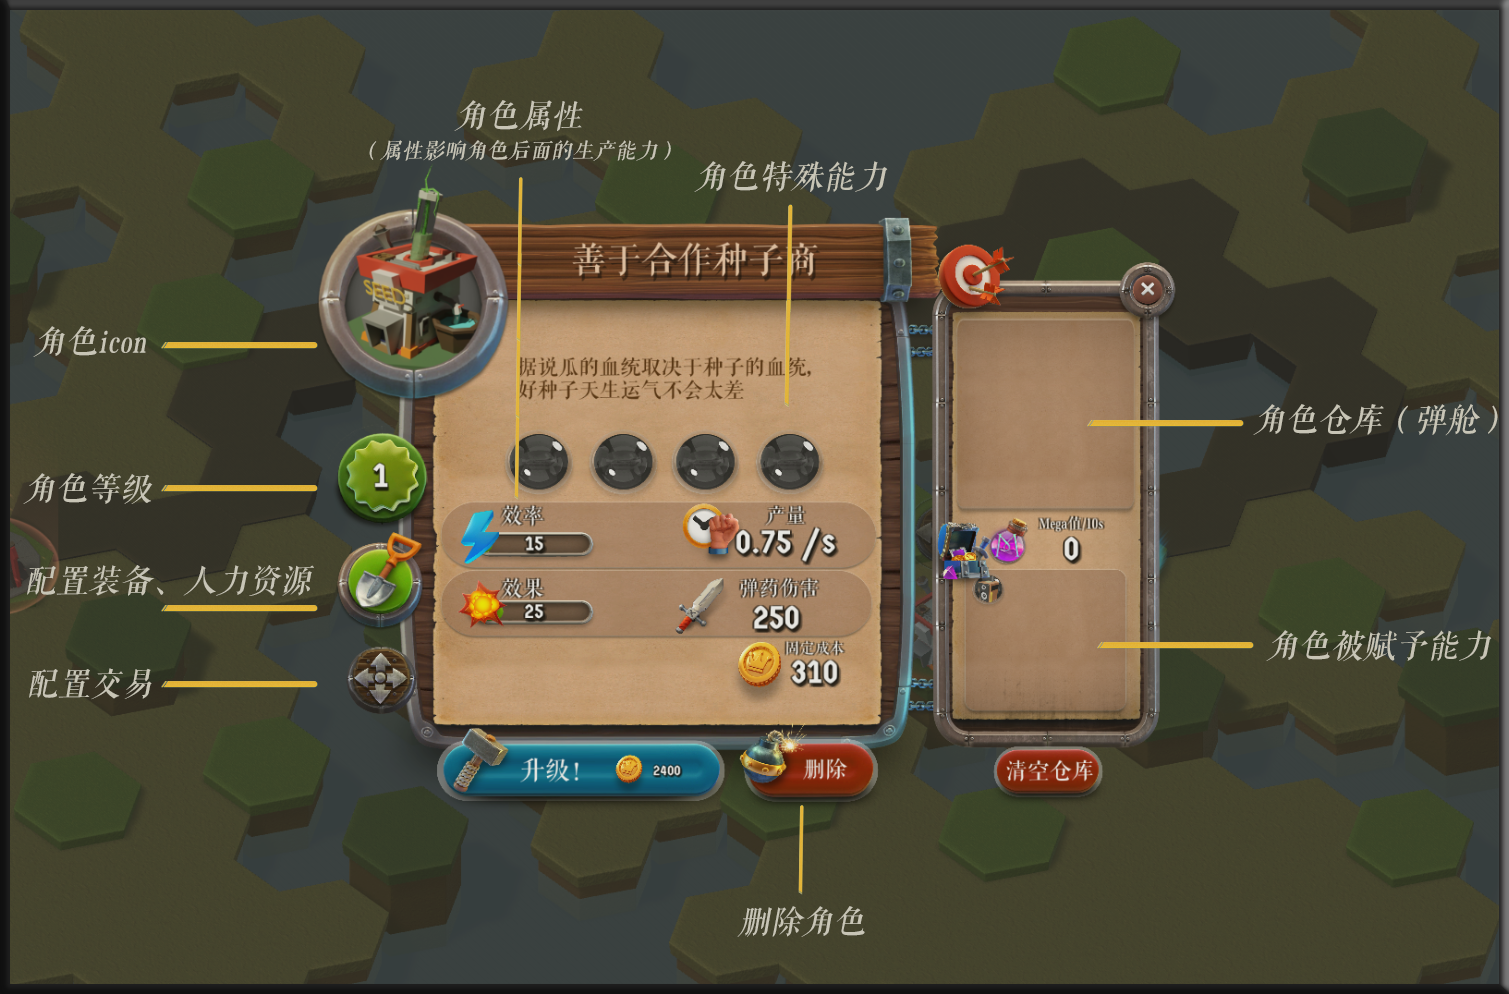 角色属性
（属性影响角色后面的生产能力）
角色特殊能力
善于合作种子商
SEED
角色icon
据说瓜的血统取决于种子的血统，
好种子天生运气不会太差
角色仓库（弹舱）
1
角色等级
效率
15
产量
0.75 /s
Mega值/10s
0
配置装备、人力资源
效果
25
弹药伤害
250
固定成本
310
角色被赋予能力
配置交易
升级!
2400
删除
清空仓库
删除角色